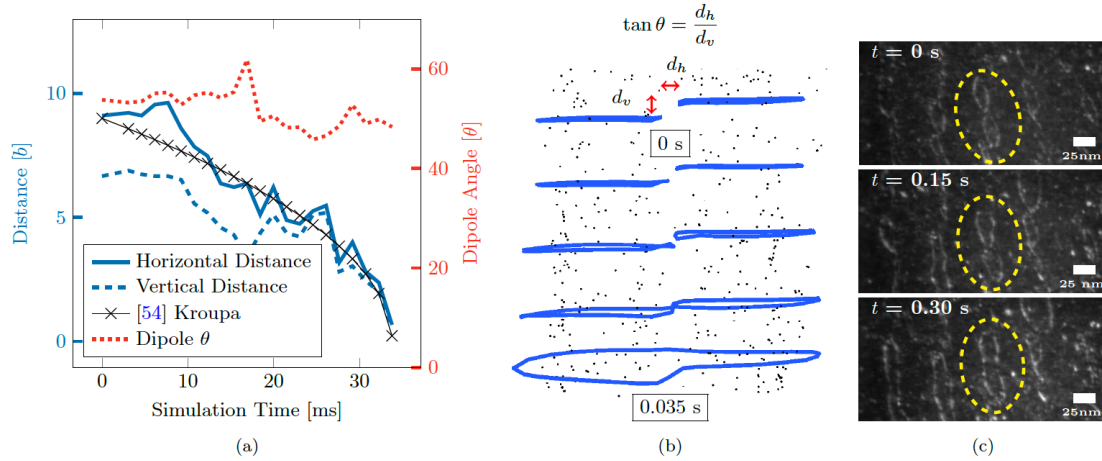 10
5
0
Distance [b]
0
10
20
30
Simulation Time [ms]
60
40
20
0
Dipole Angle [θ]
Horizontal Distance
Vertical Distance
[54] Kroupa
Dipole θ
(a)
tan θ = d_h / d_v
d_h
d_v
0 s
0.035 s
(b)
t = 0 s
25nm
t = 0.15 s
25nm
t = 0.30 s
25nm
(c)